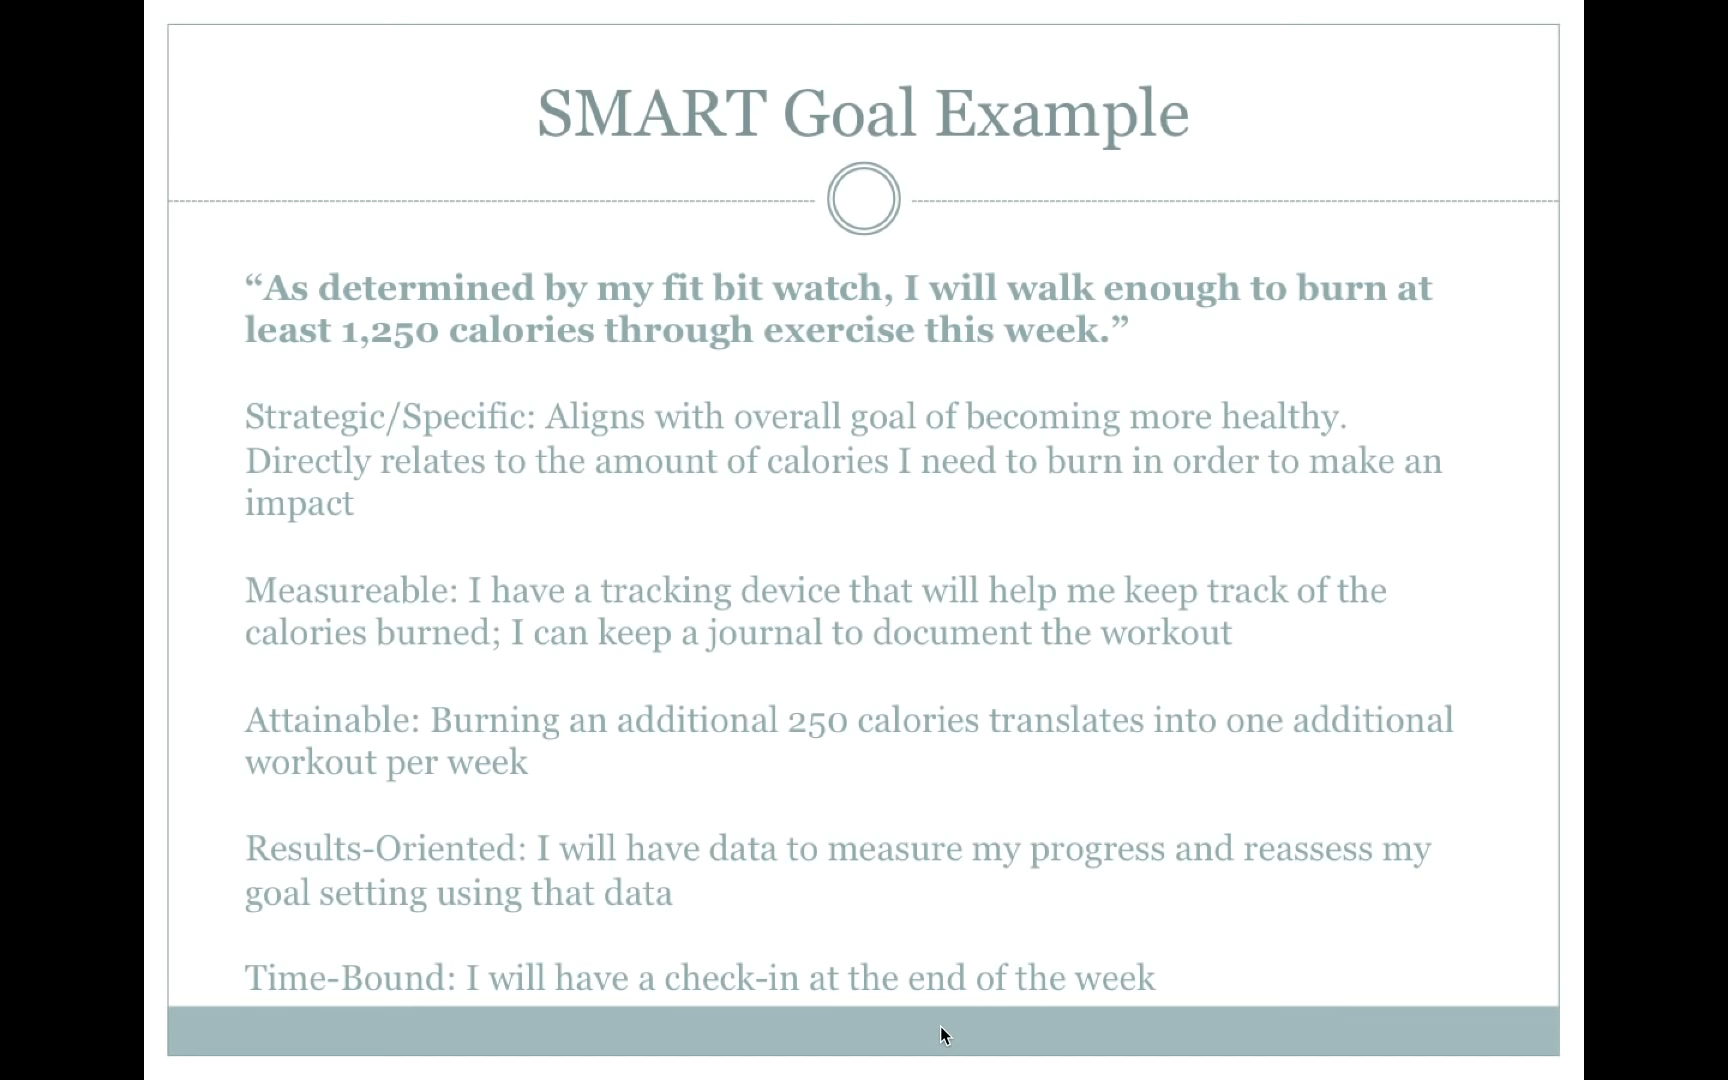 SMART Goal Example
“As determined by my fit bit watch, I will walk enough to burn at
least 1,250 calories through exercise this week.”
Strategic/Specific: Aligns with overall goal of becoming more healthy.
Directly relates to the amount of calories I need to burn in order to make an
impact
Measureable: I have a tracking device that will help me keep track of the
calories burned; I can keep a journal to document the workout
Attainable: Burning an additional 250 calories translates into one additional
workout per week
Results-Oriented: I will have data to measure my progress and reassess my
goal setting using that data
Time-Bound: I will have a check-in at the end of the week